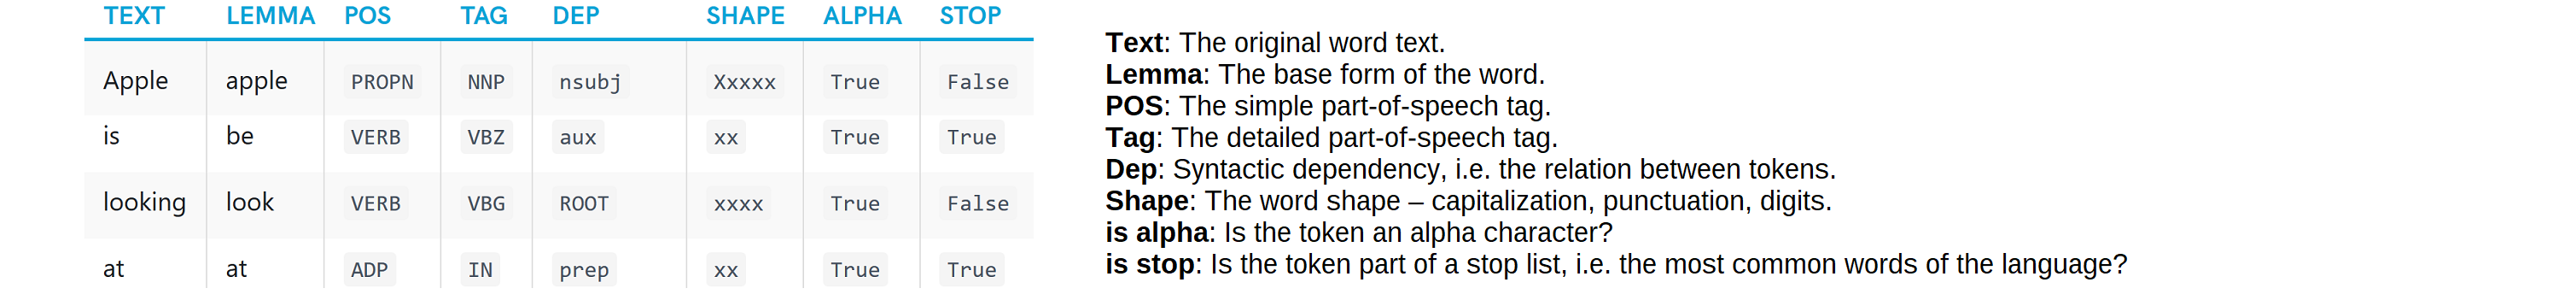 TEXT LEMMA POS TAG DEP SHAPE ALPHA STOP
Apple apple PROPN NNP nsubj Xxxxx True False
is be VERB VBZ aux xx True True
looking look VERB VBG ROOT xxxx True False
at at ADP IN prep xx True True
Text: The original word text.
Lemma: The base form of the word.
POS: The simple part-of-speech tag.
Tag: The detailed part-of-speech tag.
Dep: Syntactic dependency, i.e. the relation between tokens.
Shape: The word shape – capitalization, punctuation, digits.
is alpha: Is the token an alpha character?
is stop: Is the token part of a stop list, i.e. the most common words of the language?